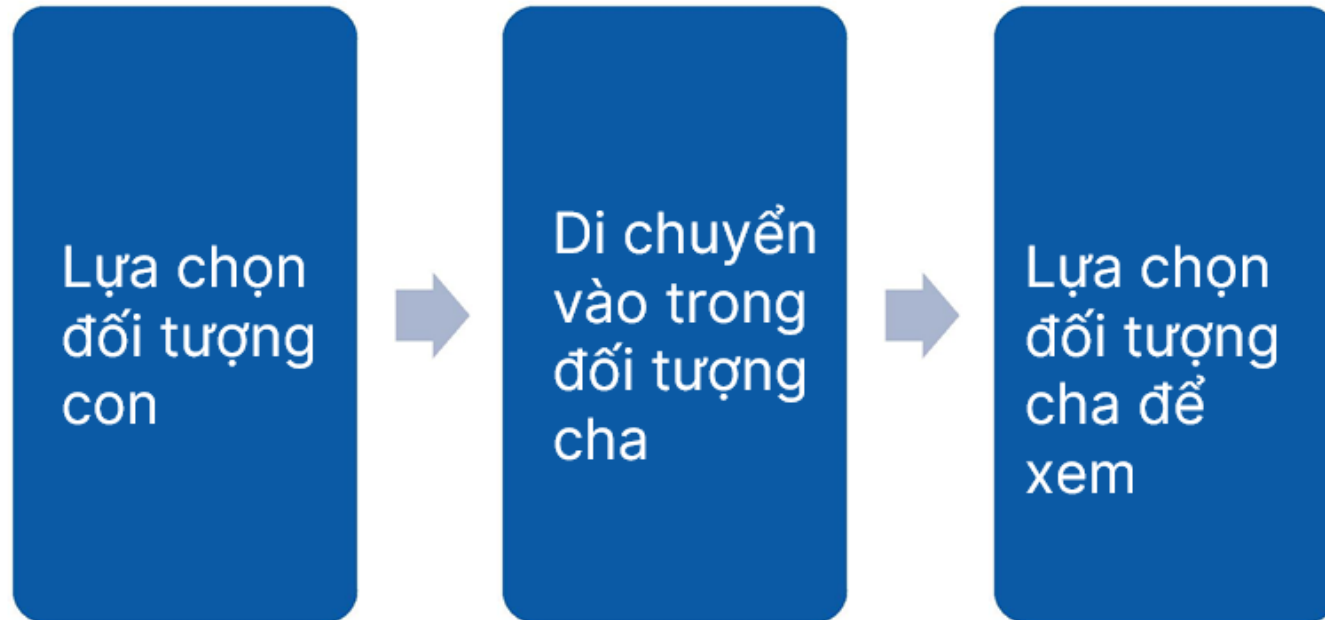 Lựa chọn
đối tượng
con
Di chuyển
vào trong
đối tượng
cha
Lựa chọn
đối tượng
cha để
xem